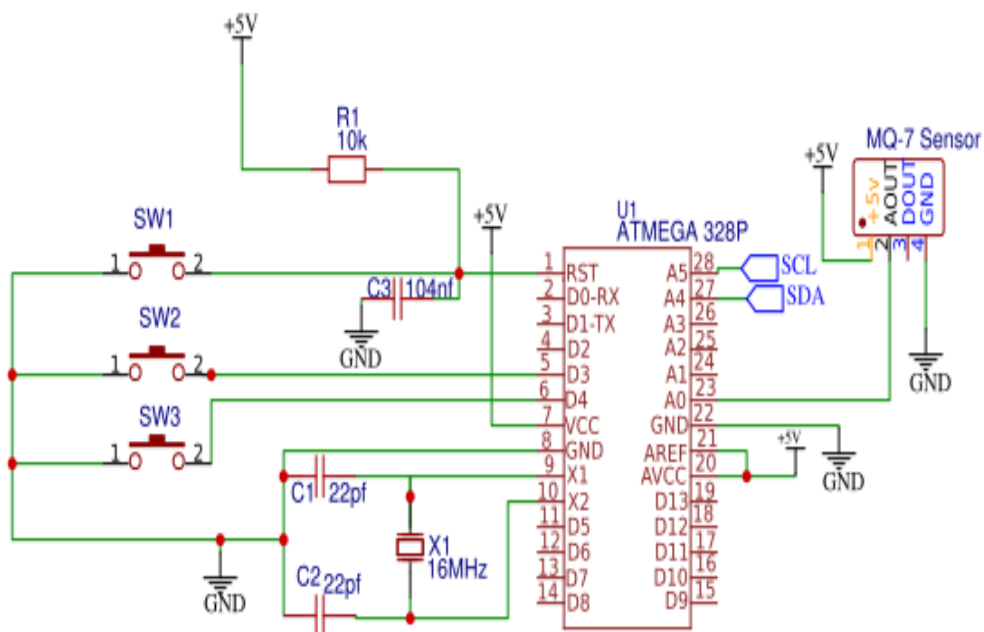 +5V
R1
10k
SW1
1 2
C3 104nf
GND
SW2
1 2
SW3
1 2
+5V
U1
ATMEGA 328P
1 RST
2 D0-RX
3 D1-TX
4 D2
5 D3
6 D4
7 VCC
8 GND
9 X1
10 X2
11 D5
12 D6
13 D7
14 D8
A5 28
A4 27
A3 26
A2 25
A1 24
A0 23
GND 22
AREF 21
AVCC 20
D13 19
D12 18
D11 17
D10 16
D9 15
SCL
SDA
MQ-7 Sensor
+5V
+5v
AOUT
DOUT
GND
1 2 3 4
GND
+5V
GND
C1 22pf
X1
16MHz
C2 22pf
GND